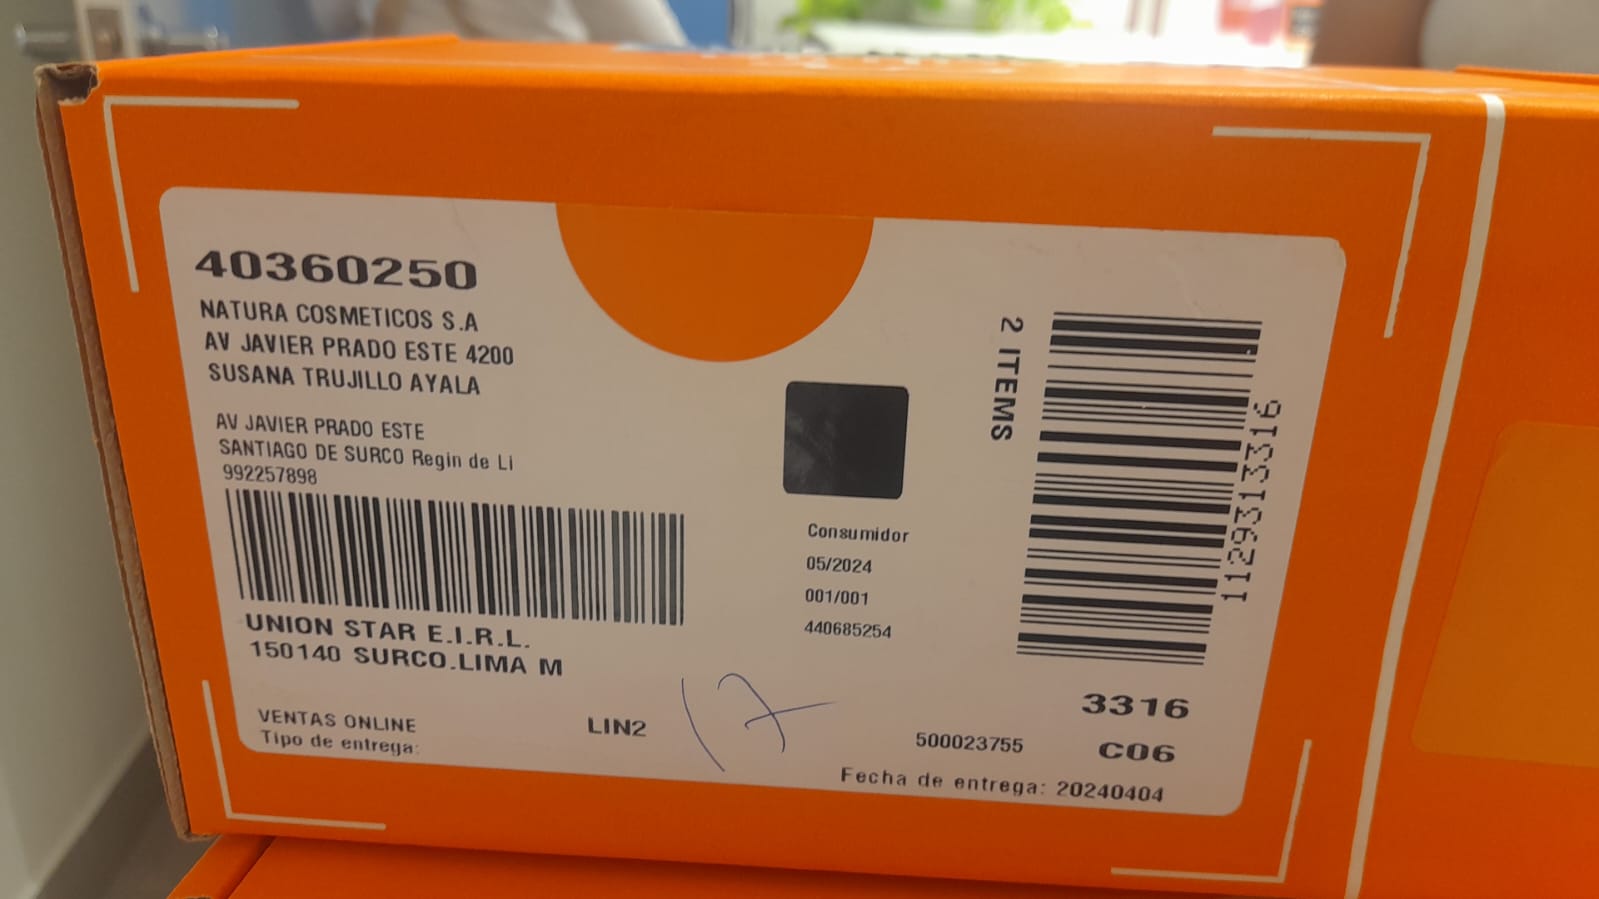 40360250
NATURA COSMETICOS S.A
AV JAVIER PRADO ESTE 4200
SUSANA TRUJILLO AYALA
AV JAVIER PRADO ESTE
SANTIAGO DE SURCO Regin de Li
992257898
UNION STAR E.I.R.L.
150140 SURCO.LIMA M
VENTAS ONLINE
Tipo de entrega:
LIN2
17
Consumidor
05/2024
001/001
440685254
2 ITEMS
11293133316
3316
500023755
C06
Fecha de entrega: 20240404